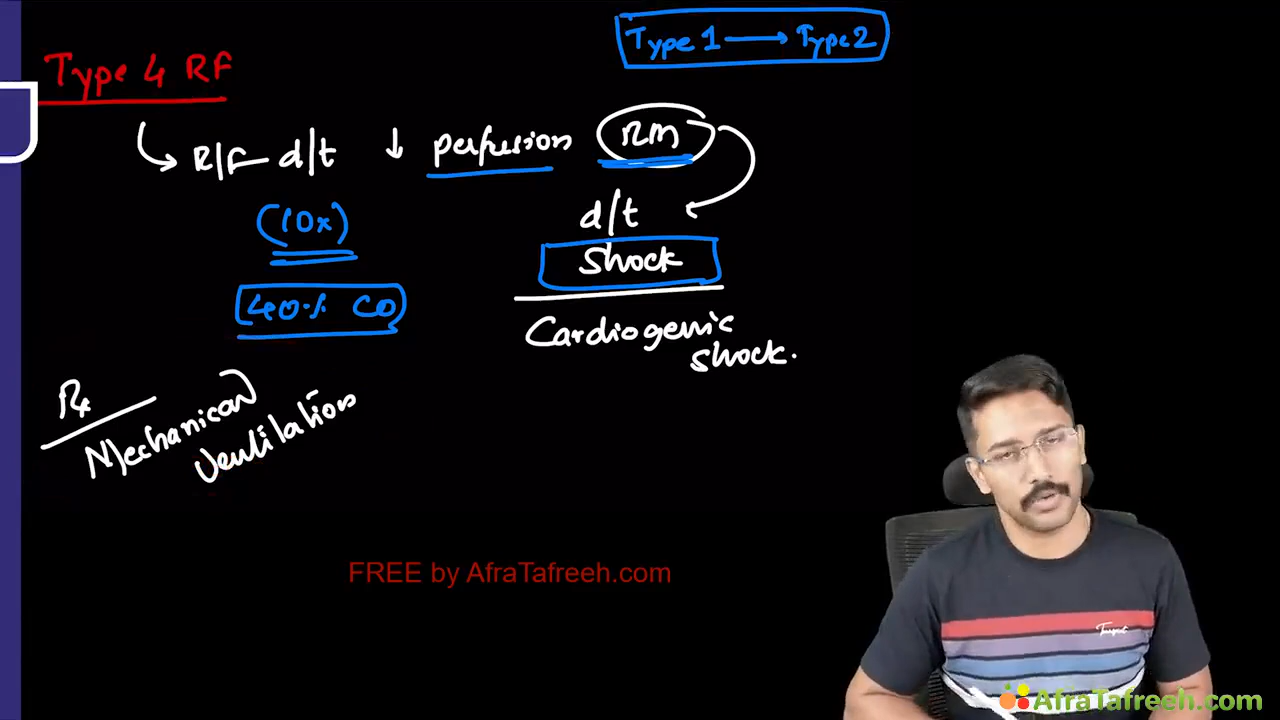 Type 1 → Type 2
Type 4 RF
R/F d/t ↓ perfusion RM
(10x)
d/t
Shock
40% CO
Cardiogenic
shock.
Rx
Mechanical
Ventilation
FREE by AfraTafreeh.com
AfraTafreeh.com